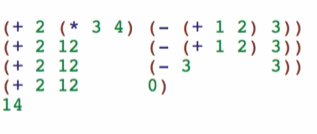 (+ 2 (* 3 4) (- (+ 1 2) 3))
(+ 2 12      (- (+ 1 2) 3))
(+ 2 12      (- 3       3))
(+ 2 12      0)
14